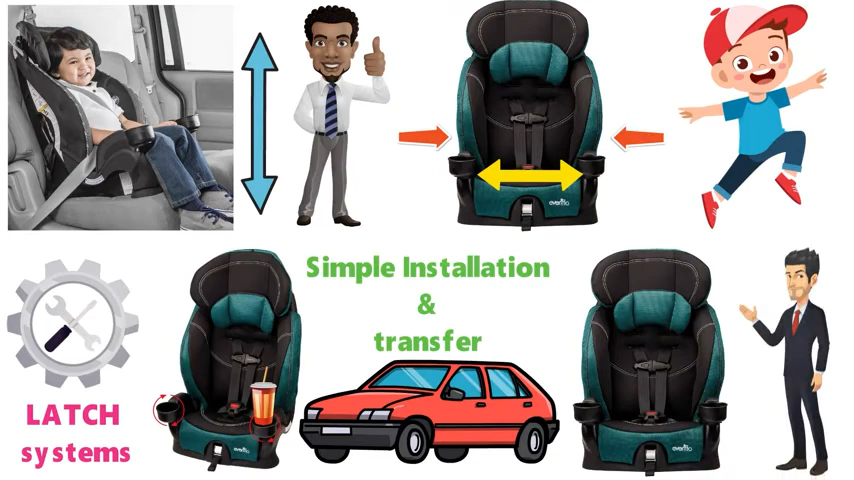 evenflo
Simple Installation
&
transfer
LATCH
systems
evenflo
evenflo